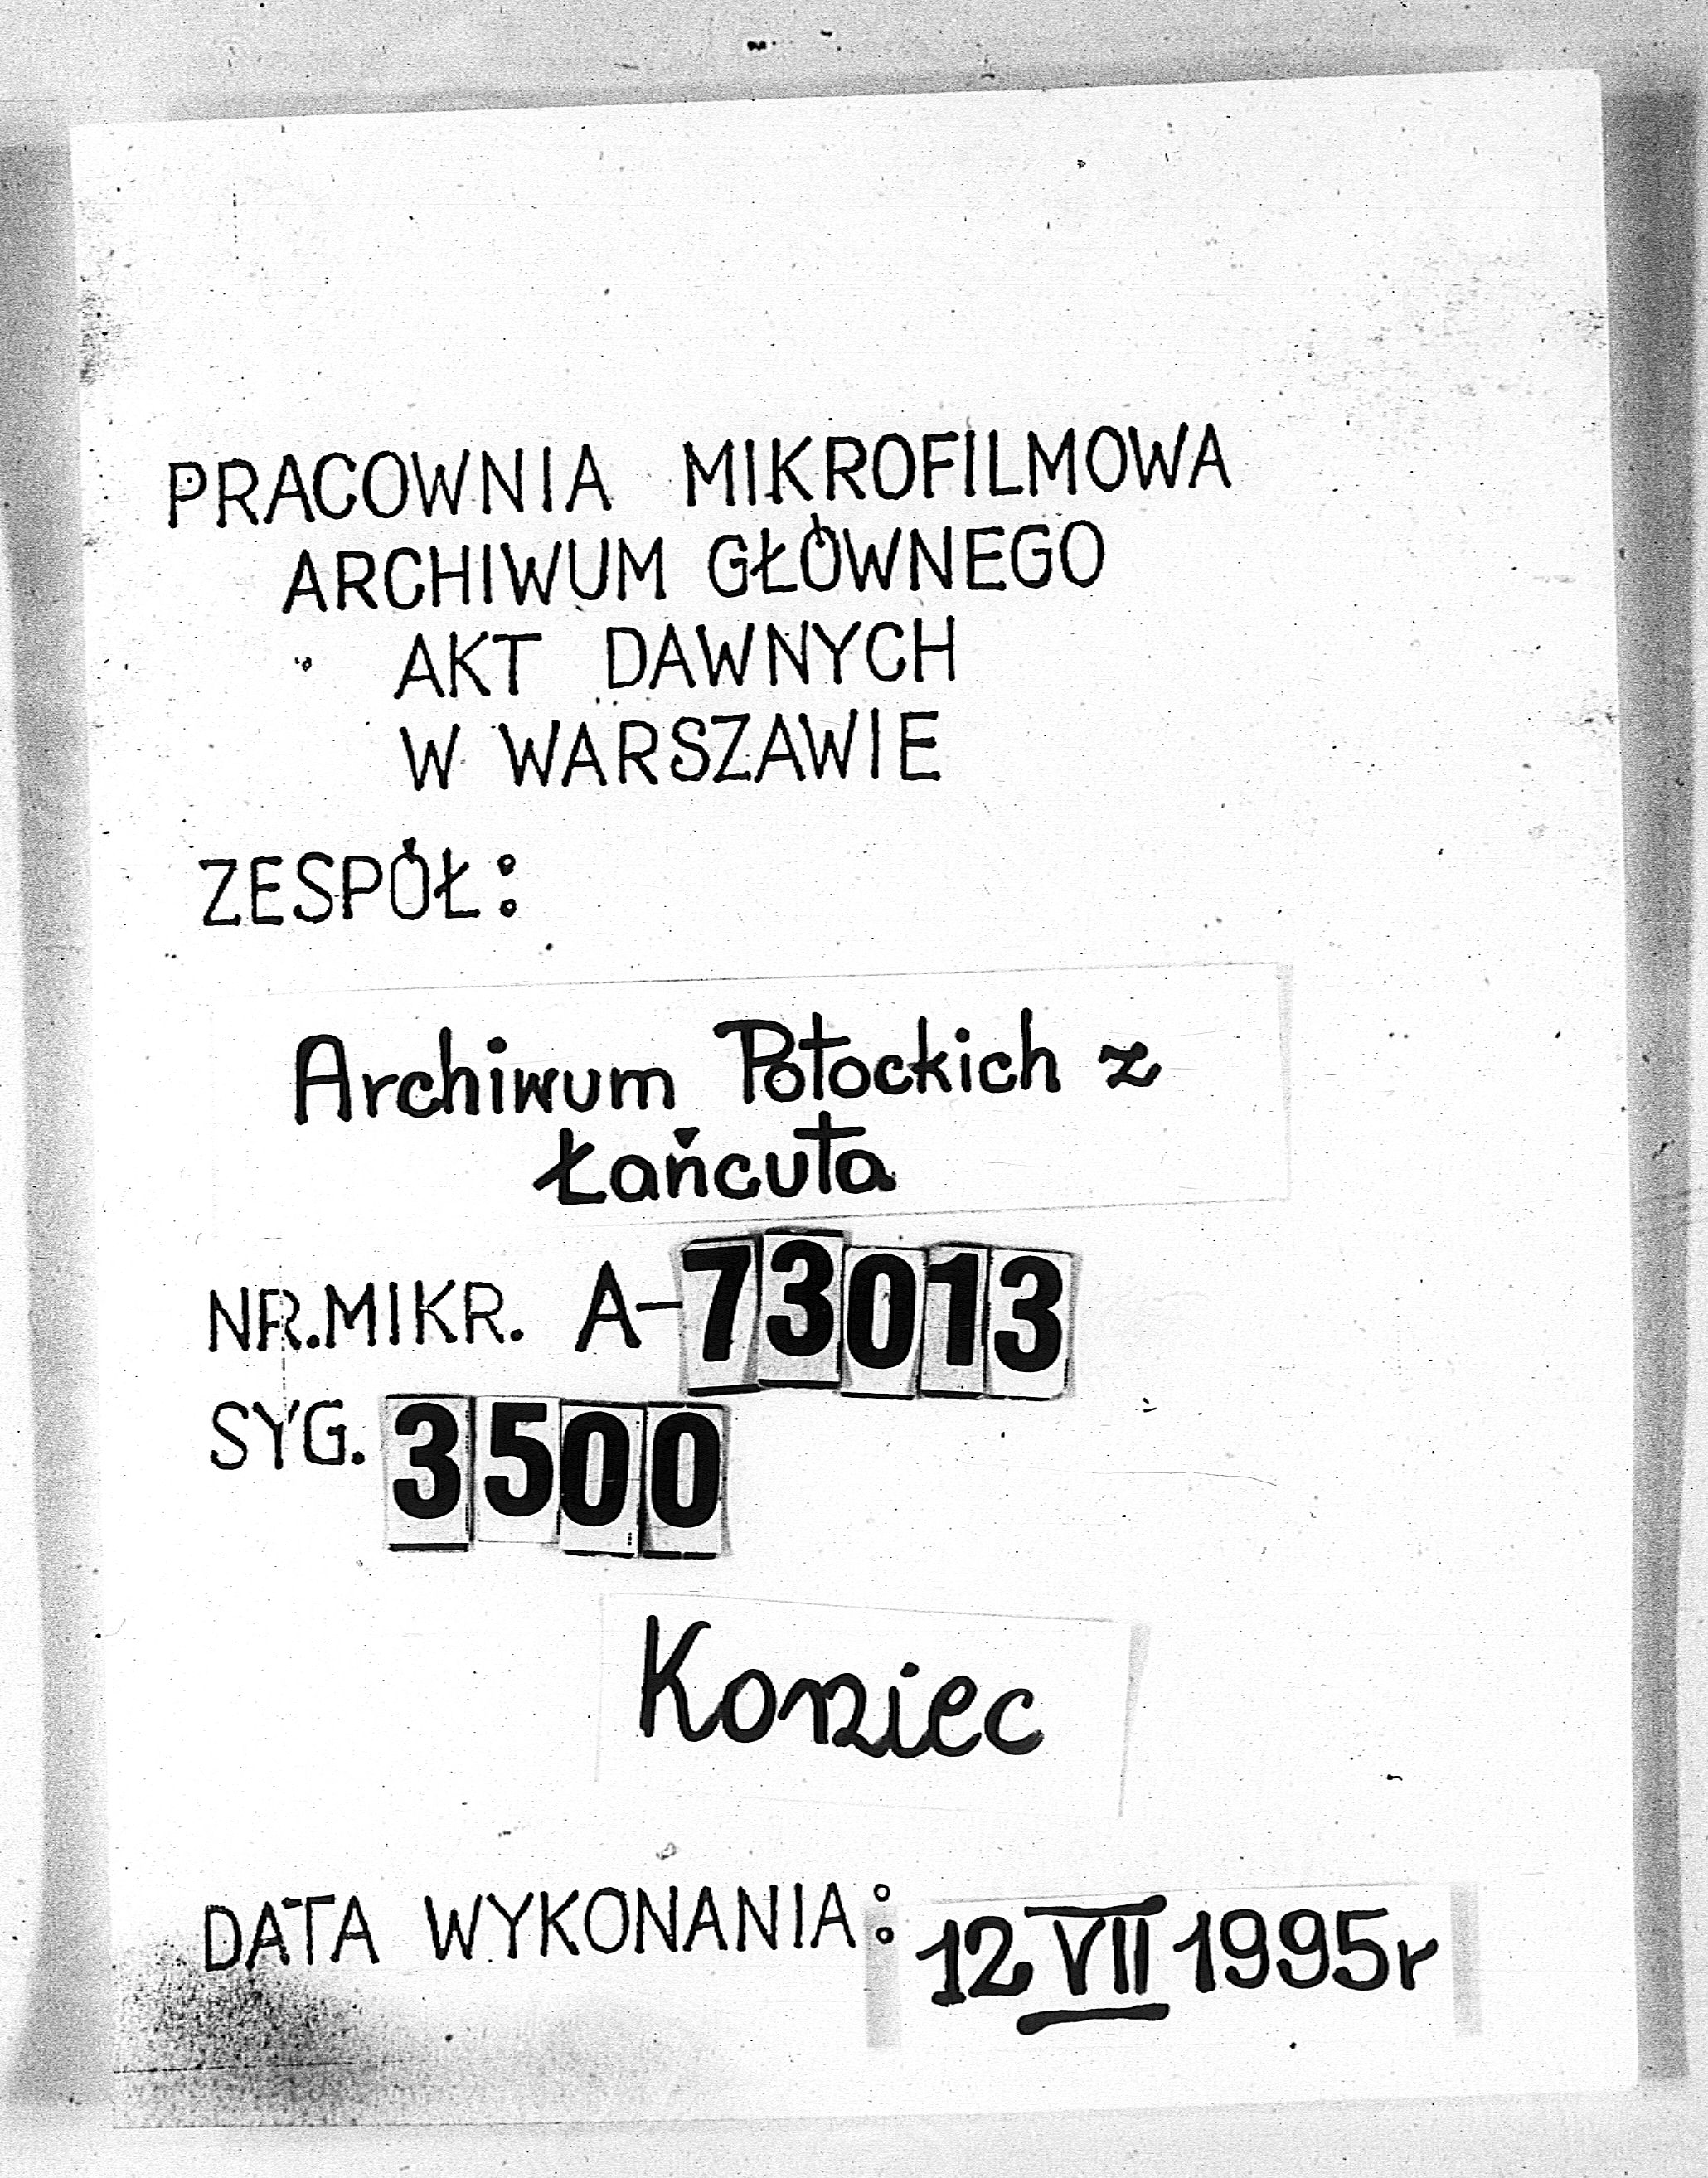 PRACOWNIA MIKROFILMOWA
ARCHIWUM GŁÓWNEGO
AKT DAWNYCH
W WARSZAWIE
ZESPÓŁ:
Archiwum Potockich z
Łańcuta
NR.MIKR. A-73013
SYG. 3500
Koniec
DATA WYKONANIA: 12 VII 1995r